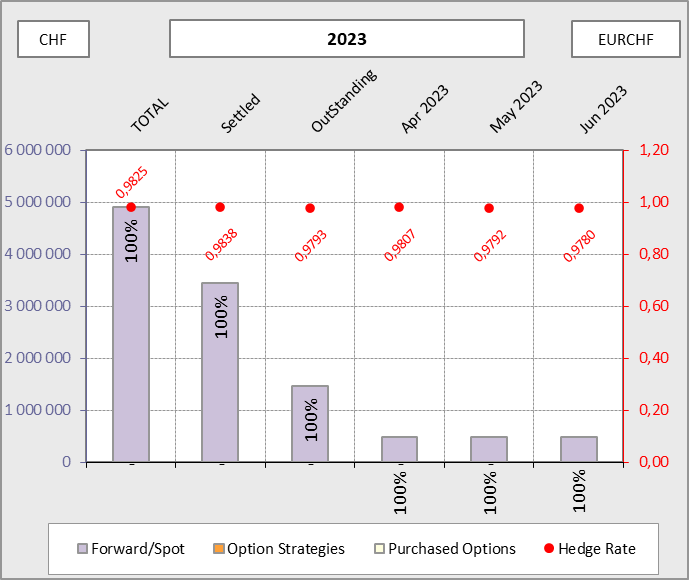 CHF 2023 EURCHF
TOTAL Settled OutStanding Apr 2023 May 2023 Jun 2023
6 000 000 1,20
5 000 000 1,00
4 000 000 0,80
3 000 000 0,60
2 000 000 0,40
1 000 000 0,20
0 0,00
0,9825 0,9838 0,9793 0,9807 0,9792 0,9780
100% 100% 100% 100% 100% 100%
Forward/Spot Option Strategies Purchased Options Hedge Rate